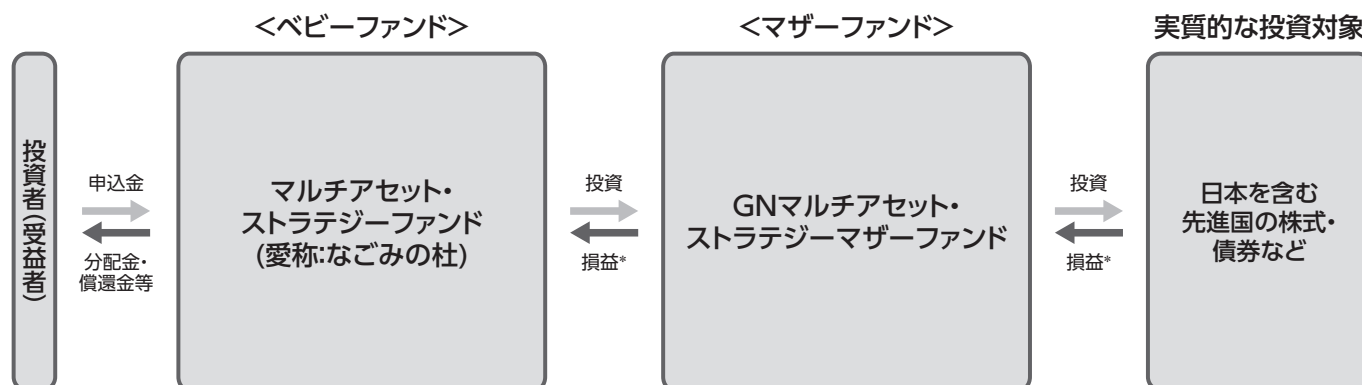 <ベビーファンド>
<マザーファンド>
実質的な投資対象
投資者(受益者)
申込金
分配金・
償還金等
マルチアセット・
ストラテジーファンド
(愛称:なごみの杜)
投資
損益*
GNマルチアセット・
ストラテジーマザーファンド
投資
損益*
日本を含む
先進国の株式・
債券など